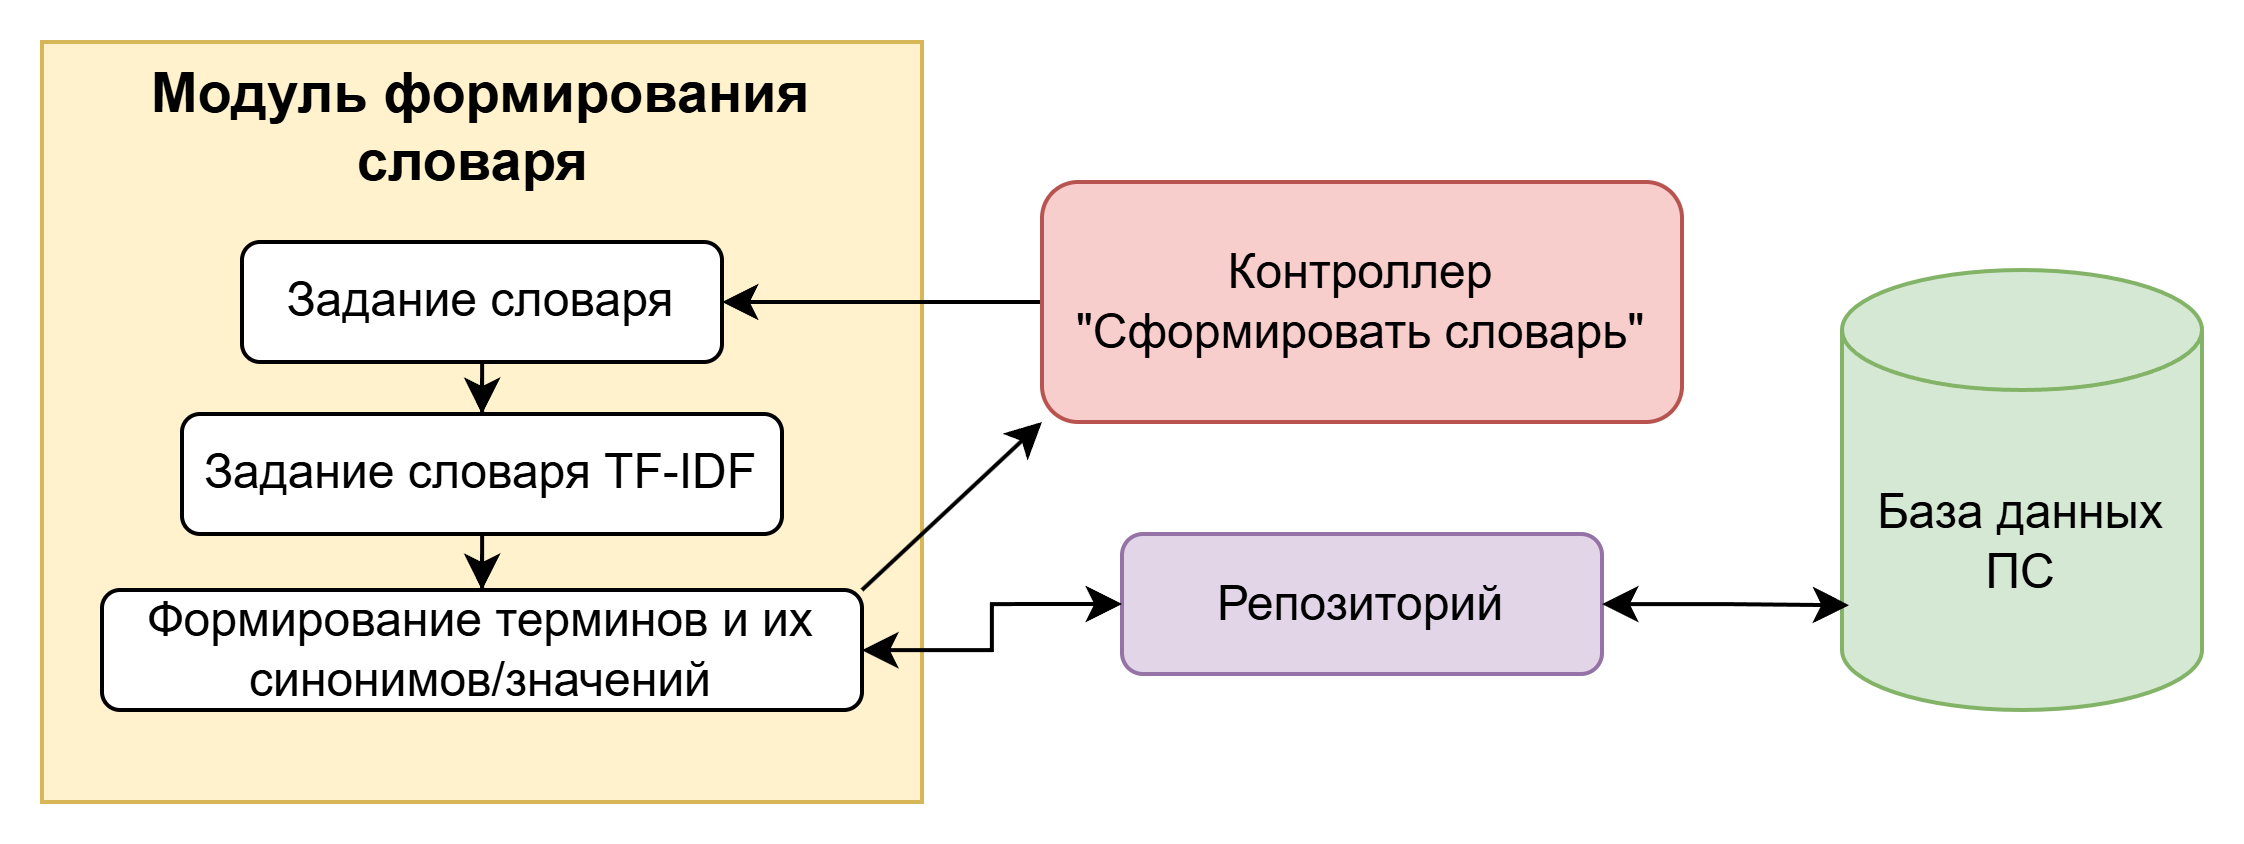 Модуль формирования
словаря
Задание словаря
Задание словаря TF-IDF
Формирование терминов и их
синонимов/значений
Контроллер
"Сформировать словарь"
Репозиторий
База данных
ПС